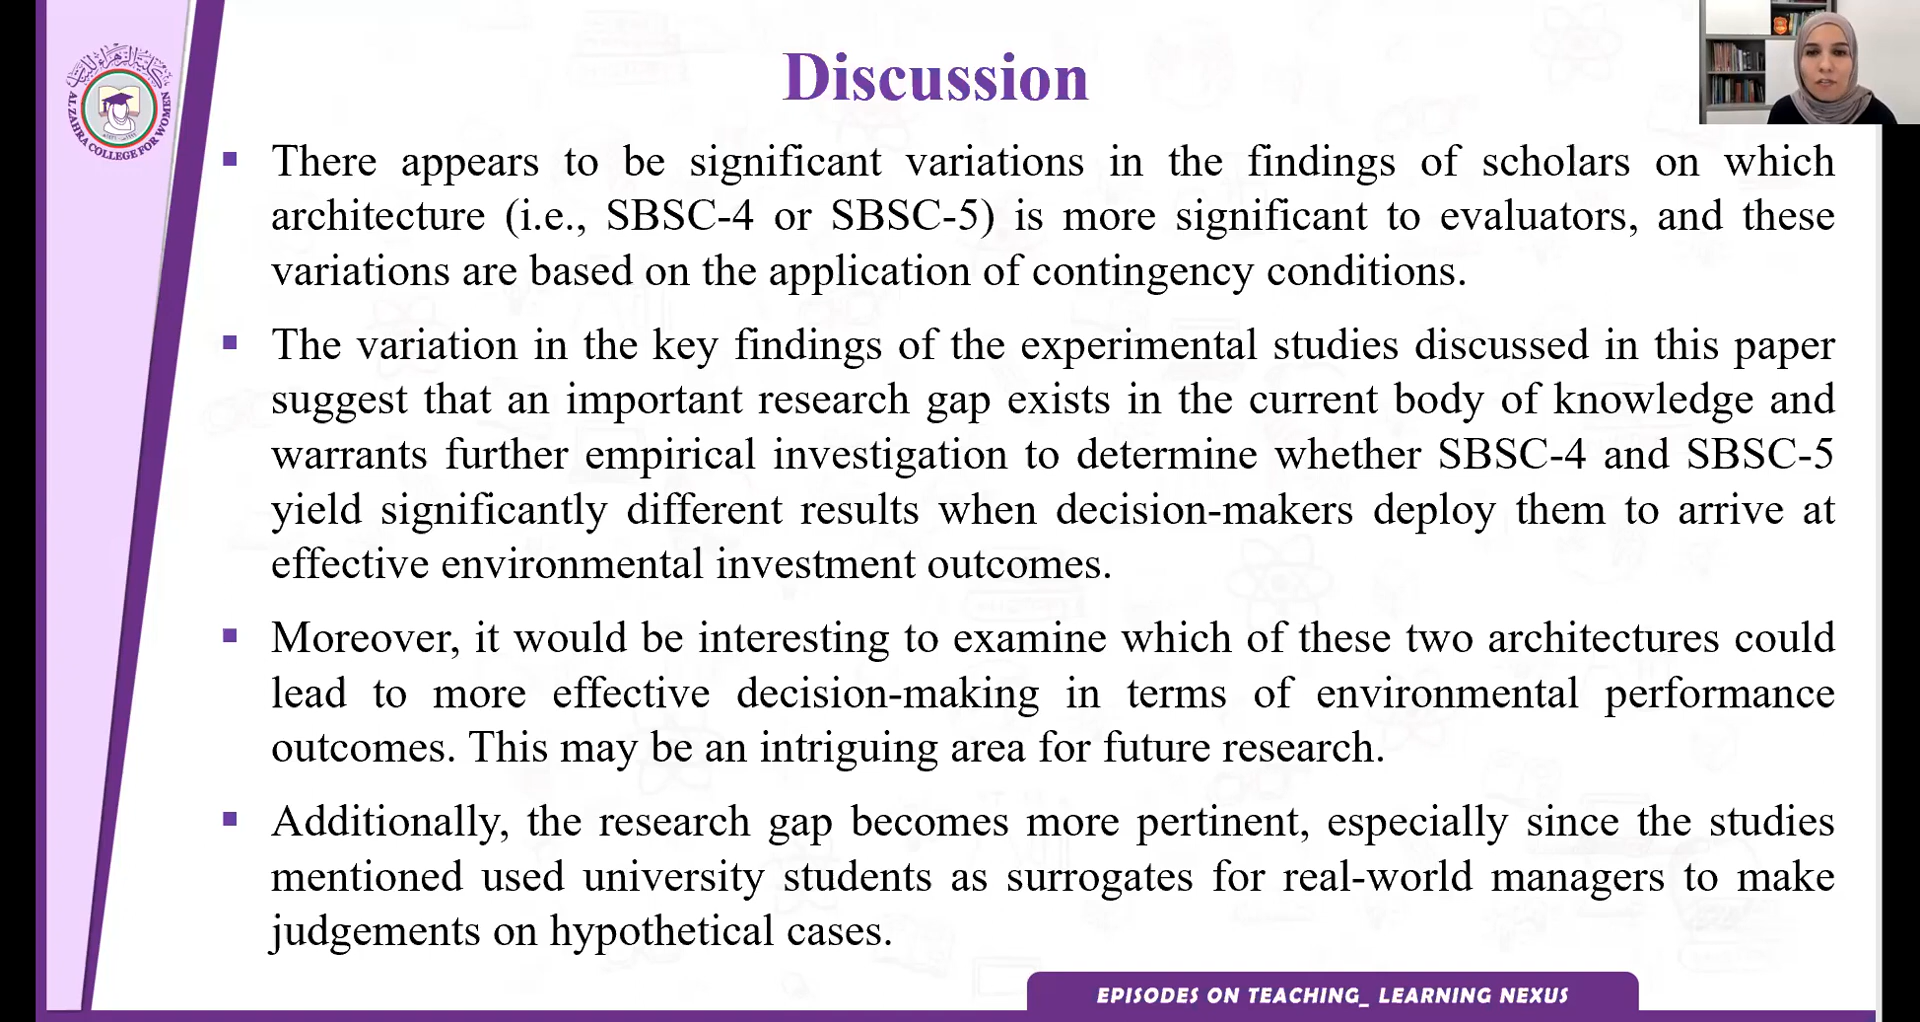 كلية الزهراء للبنات
AL ZAHRA COLLEGE FOR WOMEN
Discussion
There appears to be significant variations in the findings of scholars on which
architecture (i.e., SBSC-4 or SBSC-5) is more significant to evaluators, and these
variations are based on the application of contingency conditions.
The variation in the key findings of the experimental studies discussed in this paper
suggest that an important research gap exists in the current body of knowledge and
warrants further empirical investigation to determine whether SBSC-4 and SBSC-5
yield significantly different results when decision-makers deploy them to arrive at
effective environmental investment outcomes.
Moreover, it would be interesting to examine which of these two architectures could
lead to more effective decision-making in terms of environmental performance
outcomes. This may be an intriguing area for future research.
Additionally, the research gap becomes more pertinent, especially since the studies
mentioned used university students as surrogates for real-world managers to make
judgements on hypothetical cases.
EPISODES ON TEACHING_ LEARNING NEXUS